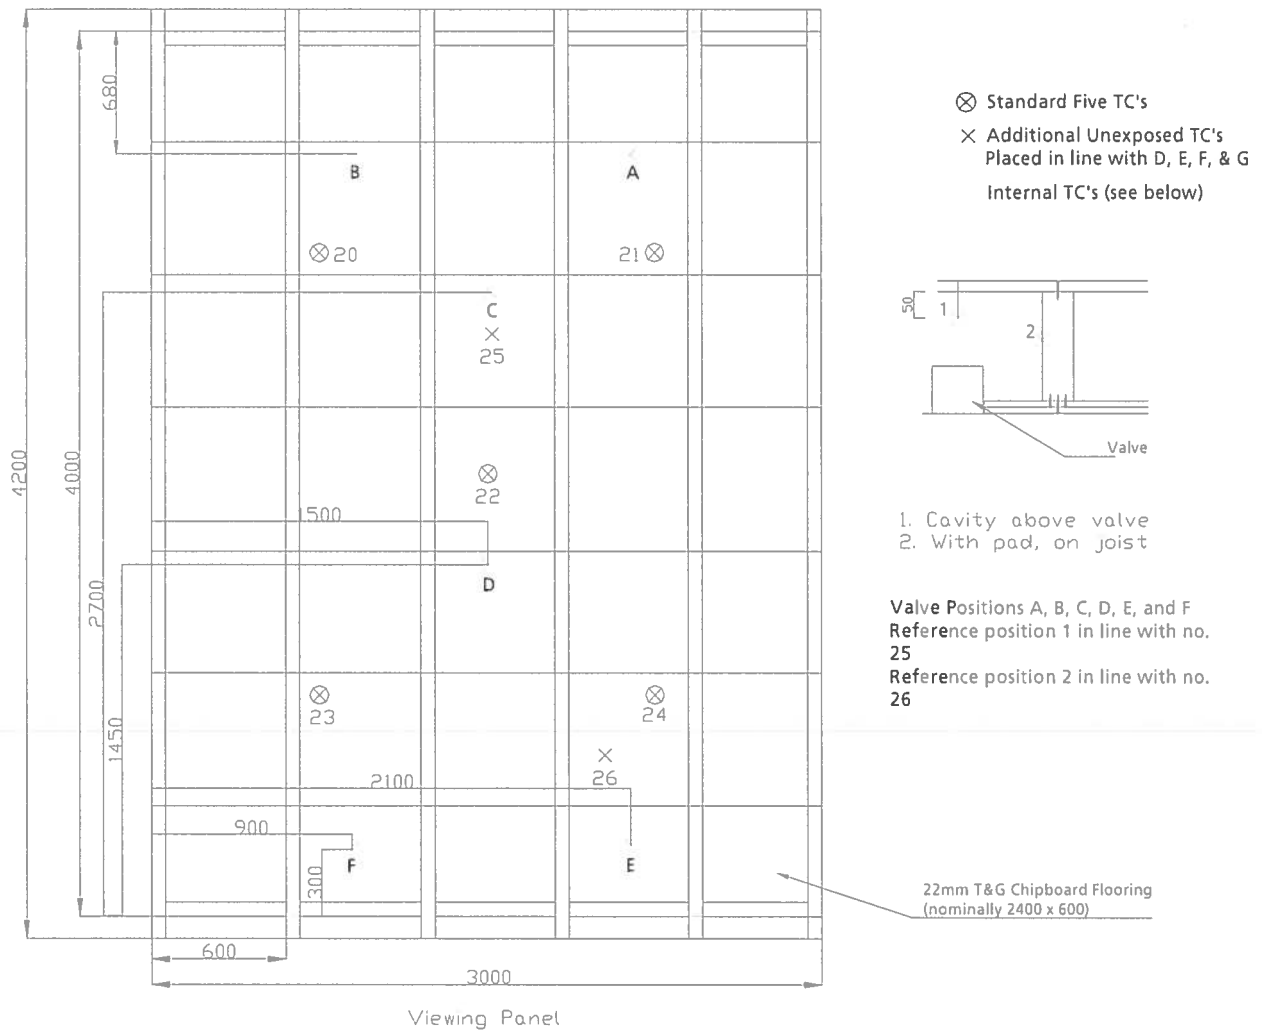 680
B
A
20
21
C
25
4200
4000
22
1500
2700
D
23
24
1450
2100
26
900
F
E
300
600
3000
Viewing Panel
Standard Five TC's
Additional Unexposed TC's
Placed in line with D, E, F, & G
Internal TC's (see below)
50
1
2
Valve
1. Cavity above valve
2. With pad, on joist
Valve Positions A, B, C, D, E, and F
Reference position 1 in line with no.
25
Reference position 2 in line with no.
26
22mm T&G Chipboard Flooring
(nominally 2400 x 600)